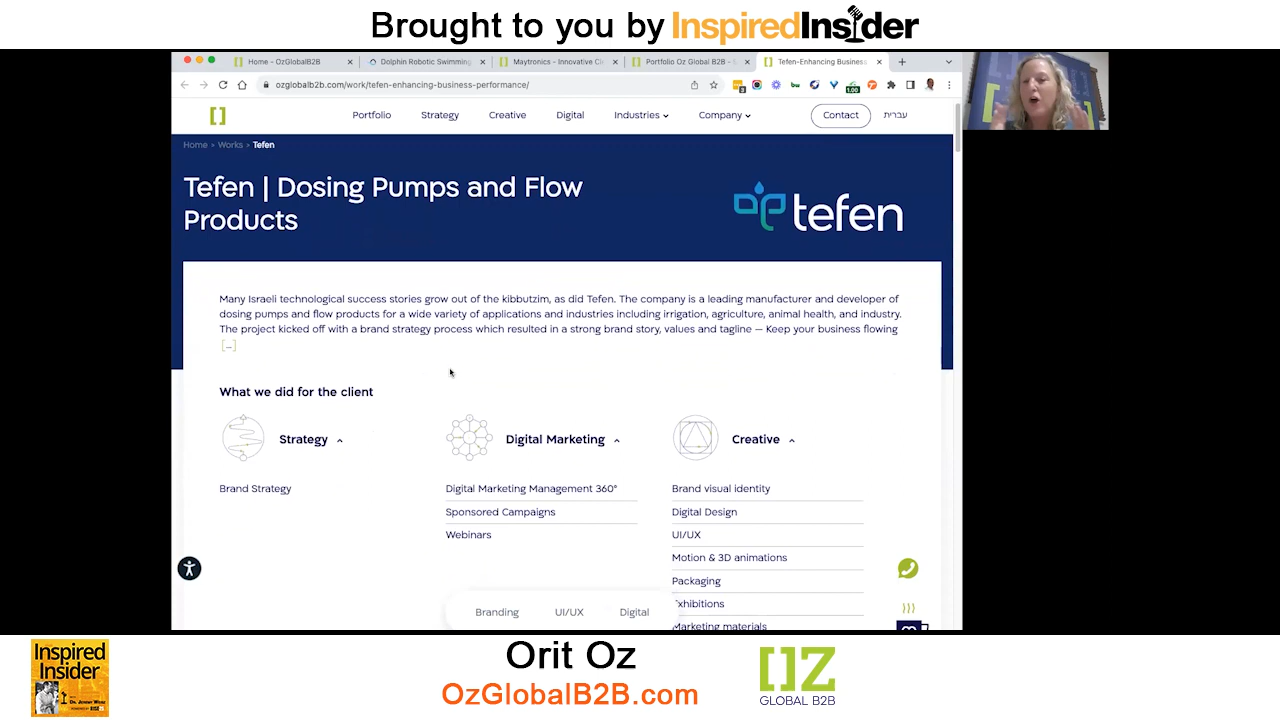 Brought to you by InspiredInsider
Home - OzGlobalB2B
Dolphin Robotic Swimming
Maytronics - Innovative Cl
Portfolio Oz Global B2B - S
Tefen-Enhancing Business
ozglobalb2b.com/work/tefen-enhancing-business-performance/
1.00
Portfolio
Strategy
Creative
Digital
Industries
Company
Contact
עברית
Home > Works > Tefen
Tefen | Dosing Pumps and Flow
Products
tefen
Many Israeli technological success stories grow out of the kibbutzim, as did Tefen. The company is a leading manufacturer and developer of
dosing pumps and flow products for a wide variety of applications and industries including irrigation, agriculture, animal health, and industry.
The project kicked off with a brand strategy process which resulted in a strong brand story, values and tagline — Keep your business flowing
[...]
What we did for the client
Strategy
Digital Marketing
Creative
Brand Strategy
Digital Marketing Management 360°
Brand visual identity
Sponsored Campaigns
Digital Design
Webinars
UI/UX
Motion & 3D animations
Packaging
Exhibitions
Marketing materials
Branding
UI/UX
Digital
Inspired
Insider
Orit Oz
OzGlobalB2B.com
OZ
GLOBAL B2B